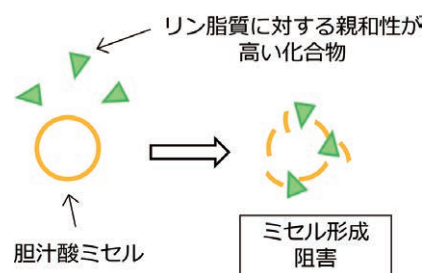 リン脂質に対する親和性が
高い化合物
胆汁酸ミセル
ミセル形成
阻害